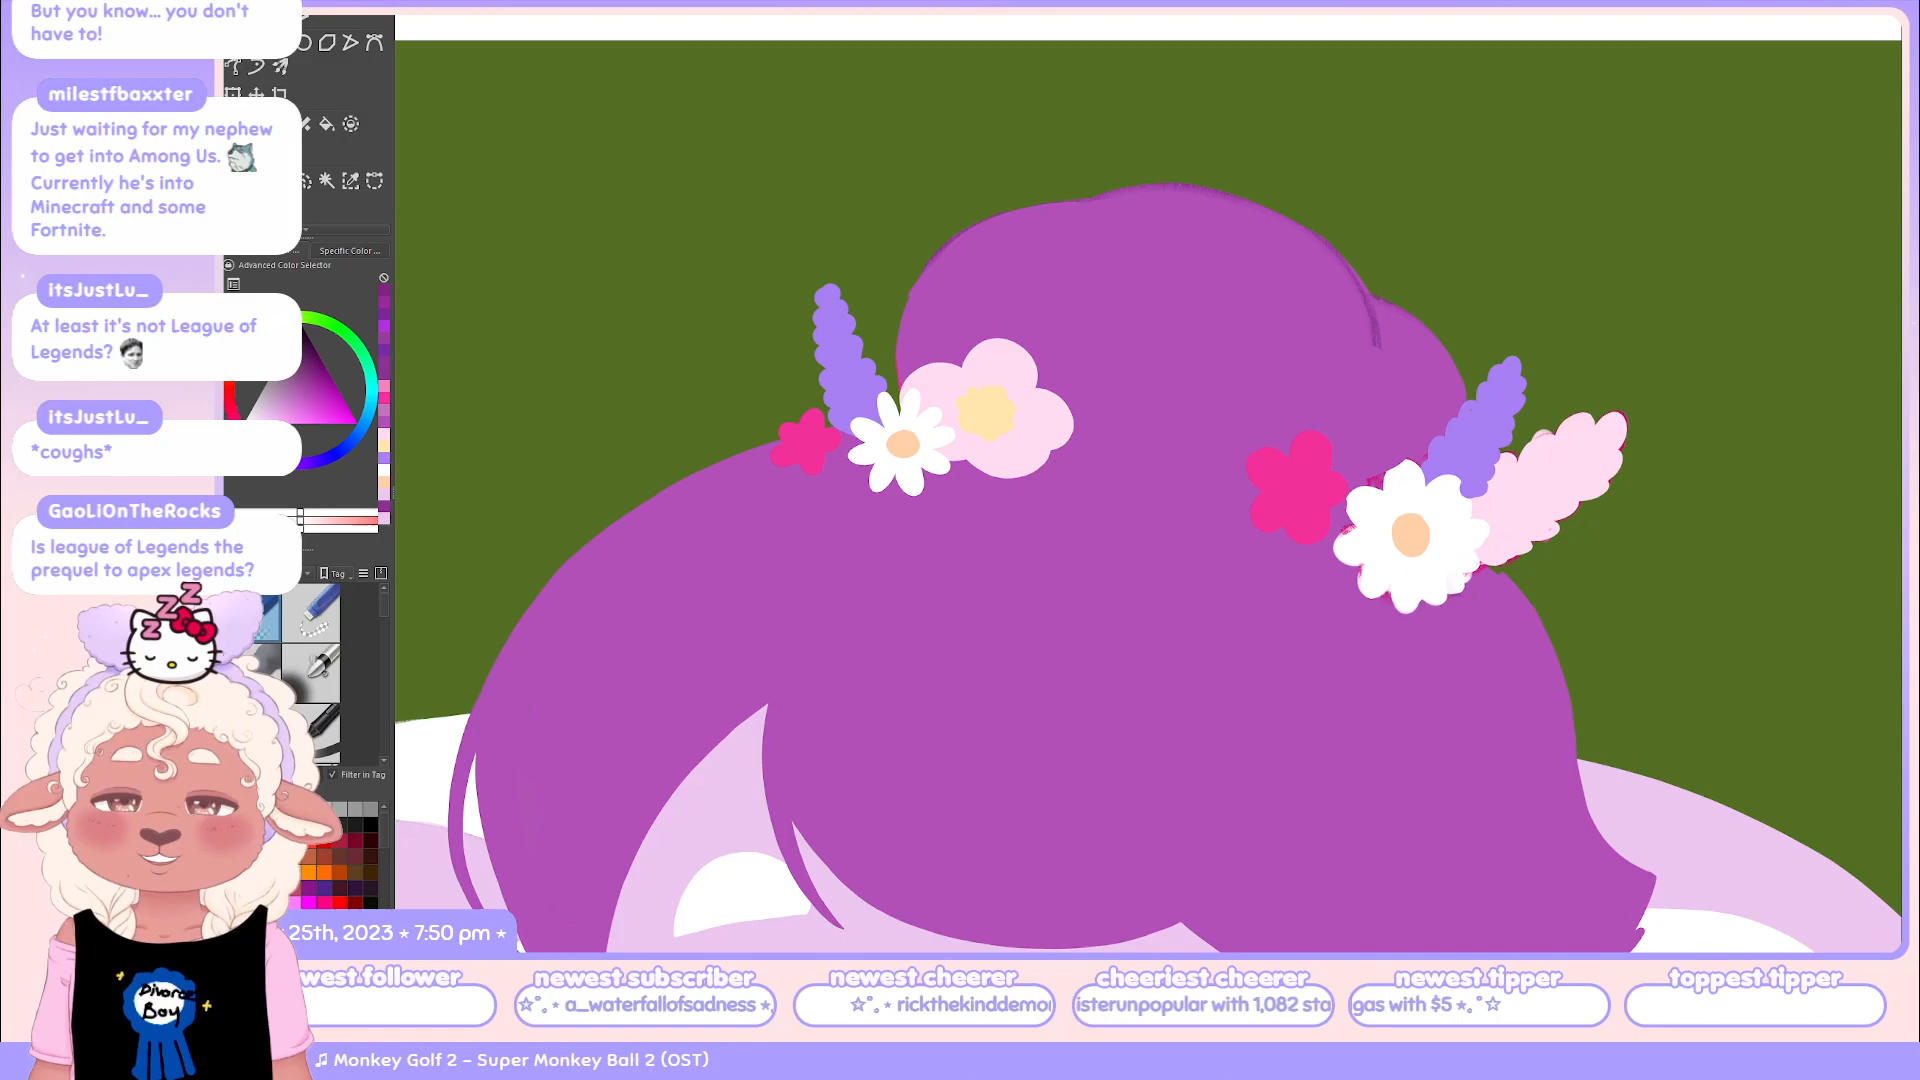 But you know... you don't
have to!
milestfbaxxter
Just waiting for my nephew
to get into Among Us.
Currently he's into
Minecraft and some
Fortnite.
itsJustLu_
At least it's not League of
Legends?
itsJustLu_
*coughs*
GaoLiOnTheRocks
Is league of Legends the
prequel to apex legends?
Specific Color ...
Advanced Color Selector
Tag
Filter in Tag
Z Z Z
Divorce
Boy
25th, 2023 ⋆ 7:50 pm ⋆
west follower
newest subscriber
☆˚。⋆ a_waterfallofsadness ⋆
newest cheerer
☆˚。⋆ rickthekinddemo
cheeriest cheerer
isterunpopular with 1,082 sta
newest tipper
gas with $5 ⋆。˚☆
toppest tipper
♫ Monkey Golf 2 - Super Monkey Ball 2 (OST)